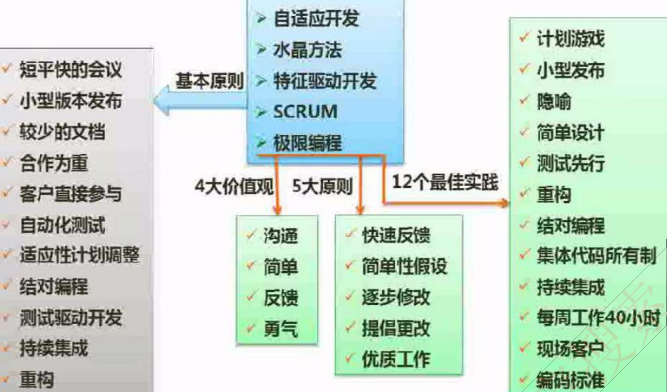 自适应开发
水晶方法
特征驱动开发
SCRUM
极限编程
基本原则
短平快的会议
小型版本发布
较少的文档
合作为重
客户直接参与
自动化测试
适应性计划调整
结对编程
测试驱动开发
持续集成
重构
4大价值观
沟通
简单
反馈
勇气
5大原则
快速反馈
简单性假设
逐步修改
提倡更改
优质工作
12个最佳实践
计划游戏
小型发布
隐喻
简单设计
测试先行
重构
结对编程
集体代码所有制
持续集成
每周工作40小时
现场客户
编码标准